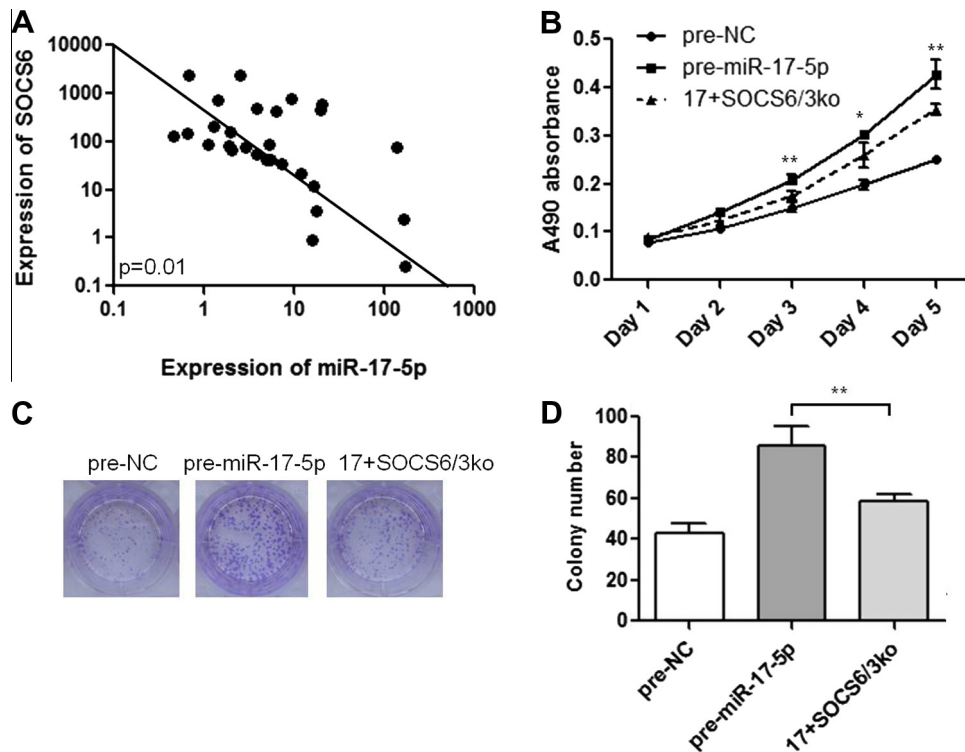 A
Expression of SOCS6
10000
1000
100
10
1
0.1
p=0.01
0.1 1 10 100 1000
Expression of miR-17-5p
B
A490 absorbance
0.5
0.4
0.3
0.2
0.1
0.0
pre-NC
pre-miR-17-5p
17+SOCS6/3ko
**
*
**
Day 1 Day 2 Day 3 Day 4 Day 5
C
pre-NC pre-miR-17-5p 17+SOCS6/3ko
D
Colony number
100
80
60
40
20
0
**
pre-NC pre-miR-17-5p 17+SOCS6/3ko